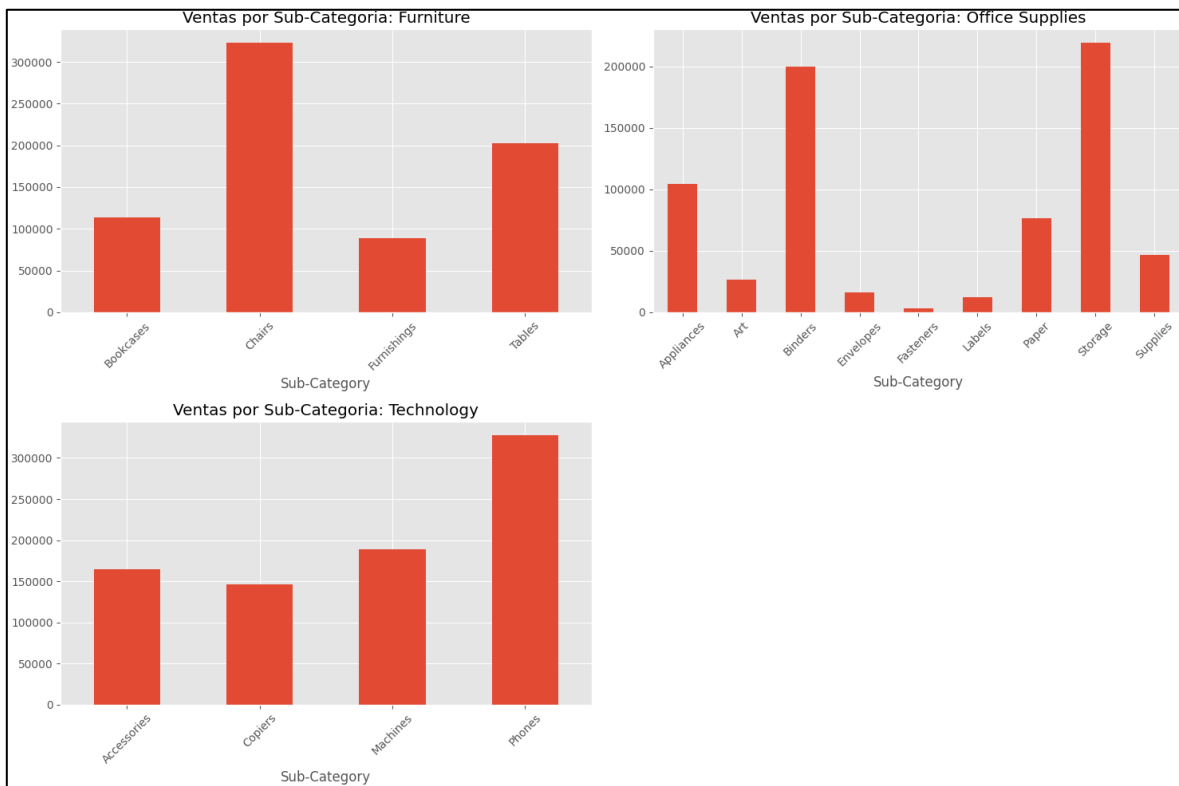 Ventas por Sub-Categoria: Furniture
300000
250000
200000
150000
100000
50000
0
Bookcases
Chairs
Furnishings
Tables
Sub-Category
Ventas por Sub-Categoria: Office Supplies
200000
150000
100000
50000
0
Appliances
Art
Binders
Envelopes
Fasteners
Labels
Paper
Storage
Supplies
Sub-Category
Ventas por Sub-Categoria: Technology
300000
250000
200000
150000
100000
50000
0
Accessories
Copiers
Machines
Phones
Sub-Category